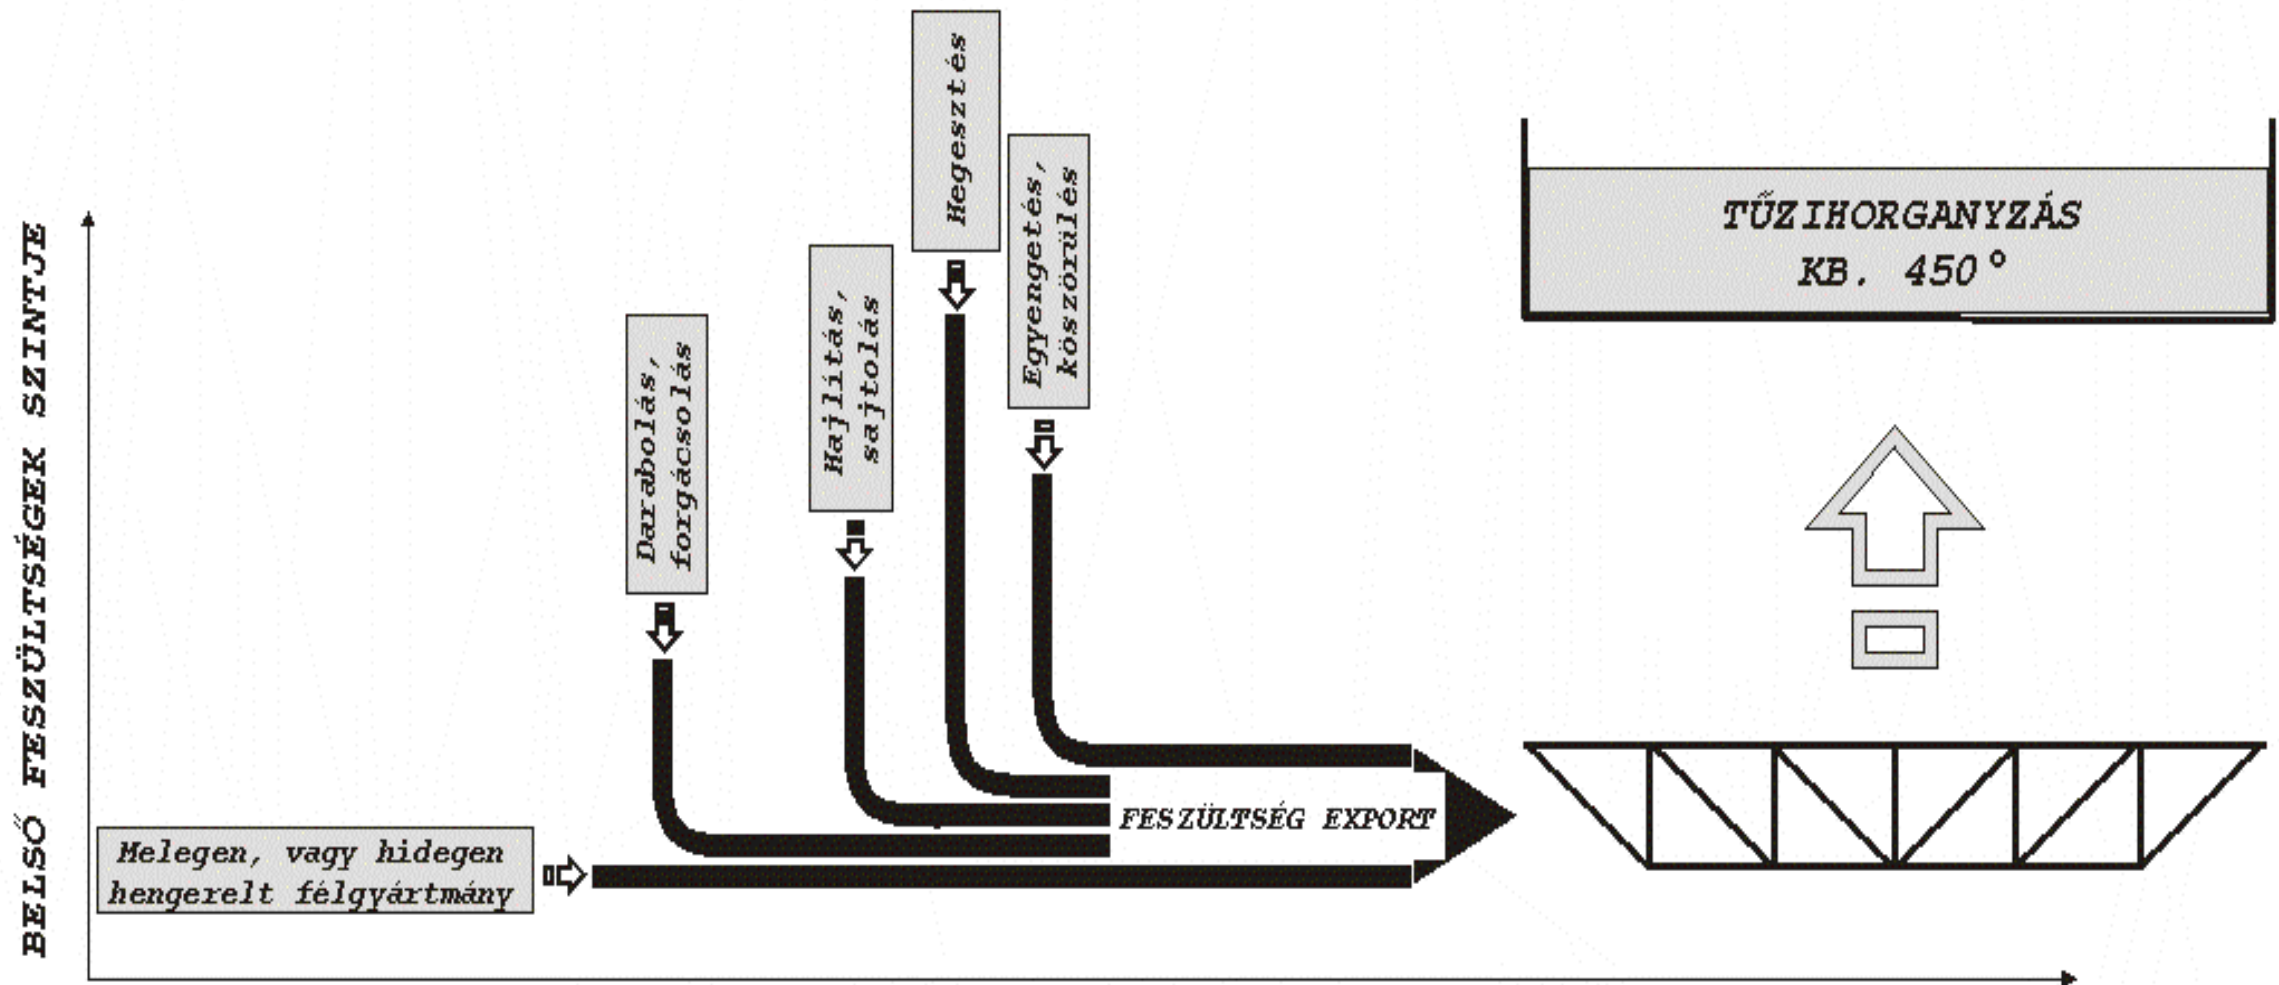 BELSŐ FESZÜLTSÉGEK SZINTJE
Melegen, vagy hidegen
hengerelt félgyártmány
Darabolás,
forgácsolás
Hajlítás,
sajtolás
Hegesztés
Egyengetés,
köszörülés
FESZÜLTSÉG EXPORT
TŰZIHORGANYZÁS
KB. 450°